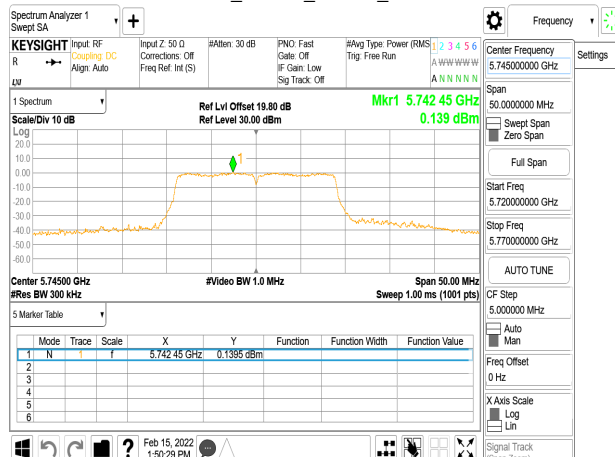 Spectrum Analyzer 1
Swept SA
Frequency
KEYSIGHT
R
LXI
Input: RF
Coupling: DC
Align: Auto
Input Z: 50 Ω
Corrections: Off
Freq Ref: Int (S)
#Atten: 30 dB
PNO: Fast
Gate: Off
IF Gain: Low
Sig Track: Off
#Avg Type: Power (RMS
Trig: Free Run
1 2 3 4 5 6
A W W W W W
A N N N N N
Center Frequency
5.745000000 GHz
Settings
Span
50.0000000 MHz
Swept Span
Zero Span
Full Span
Start Freq
5.720000000 GHz
Stop Freq
5.770000000 GHz
AUTO TUNE
CF Step
5.000000 MHz
Auto
Man
Freq Offset
0 Hz
X Axis Scale
Log
Lin
Signal Track
1 Spectrum
Scale/Div 10 dB
Ref Lvl Offset 19.80 dB
Ref Level 30.00 dBm
Mkr1 5.742 45 GHz
0.139 dBm
Log
20.0
10.0
0.00
-10.0
-20.0
-30.0
-40.0
-50.0
-60.0
1
Center 5.74500 GHz
#Res BW 300 kHz
#Video BW 1.0 MHz
Span 50.00 MHz
Sweep 1.00 ms (1001 pts)
5 Marker Table
Mode Trace Scale X Y Function Function Width Function Value
1 N 1 f 5.742 45 GHz 0.1395 dBm
2
3
4
5
6
?
Feb 15, 2022
1:50:29 PM